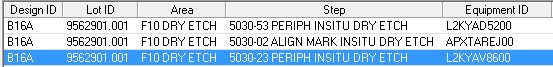 Design ID Lot ID Area Step Equipment ID
B16A 9562901.001 F10 DRY ETCH 5030-53 PERIPH INSITU DRY ETCH L2KYAD5200
B16A 9562901.001 F10 DRY ETCH 5030-02 ALIGN MARK INSITU DRY ETCH APXTAREJ00
B16A 9562901.001 F10 DRY ETCH 5030-23 PERIPH INSITU DRY ETCH L2KYAV8600